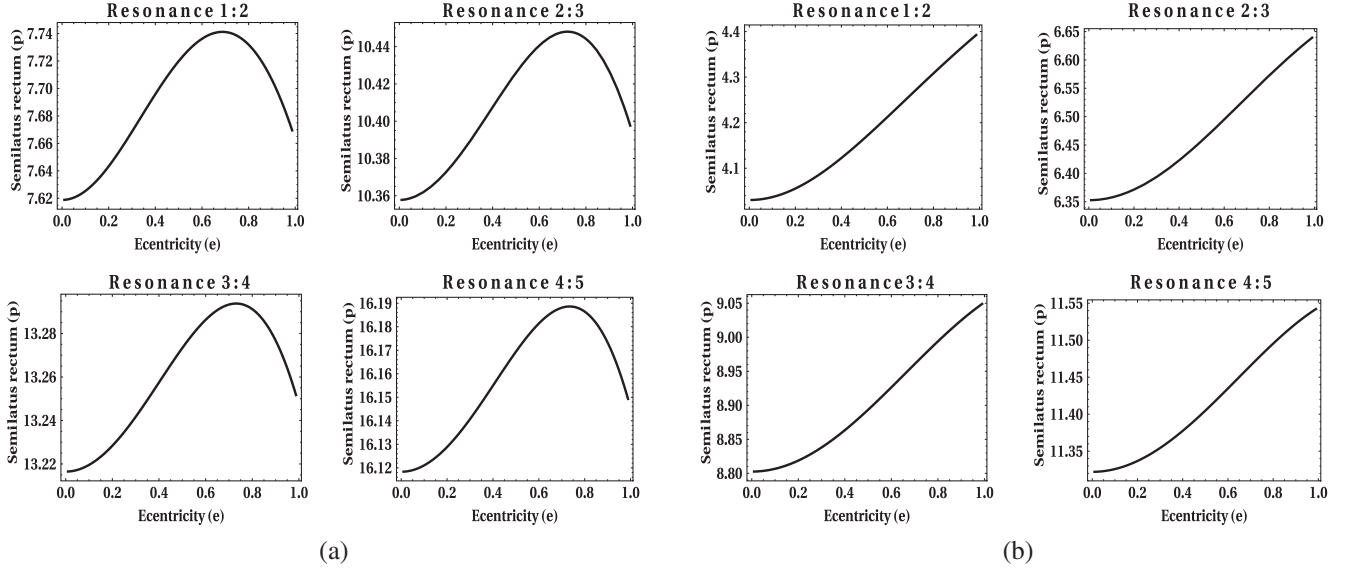 Resonance 1:2
Semilatus rectum (p)
7.74
7.72
7.70
7.68
7.66
7.64
7.62
0.0 0.2 0.4 0.6 0.8 1.0
Ecentricity (e)
Resonance 2:3
Semilatus rectum (p)
10.44
10.42
10.40
10.38
10.36
0.0 0.2 0.4 0.6 0.8 1.0
Ecentricity (e)
Resonance 3:4
Semilatus rectum (p)
13.28
13.26
13.24
13.22
0.0 0.2 0.4 0.6 0.8 1.0
Ecentricity (e)
Resonance 4:5
Semilatus rectum (p)
16.19
16.18
16.17
16.16
16.15
16.14
16.13
16.12
0.0 0.2 0.4 0.6 0.8 1.0
Ecentricity (e)
(a)
Resonance1:2
Semilatus rectum (p)
4.4
4.3
4.2
4.1
0.0 0.2 0.4 0.6 0.8 1.0
Ecentricity (e)
Resonance 2:3
Semilatus rectum (p)
6.65
6.60
6.55
6.50
6.45
6.40
6.35
0.0 0.2 0.4 0.6 0.8 1.0
Ecentricity (e)
Resonance3:4
Semilatus rectum (p)
9.05
9.00
8.95
8.90
8.85
8.80
0.0 0.2 0.4 0.6 0.8 1.0
Ecentricity (e)
Resonance 4:5
Semilatus rectum (p)
11.55
11.50
11.45
11.40
11.35
0.0 0.2 0.4 0.6 0.8 1.0
Ecentricity (e)
(b)